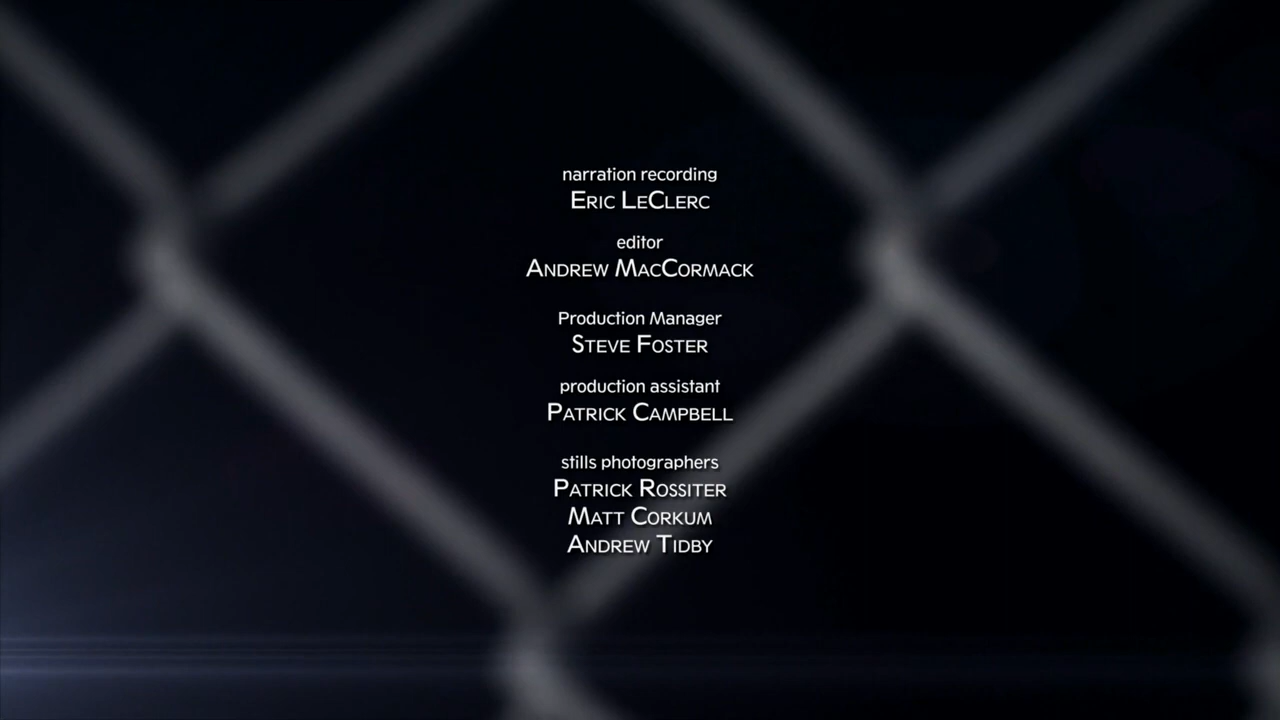 narration recording
Eric LeClerc
editor
Andrew MacCormack
Production Manager
Steve Foster
production assistant
Patrick Campbell
stills photographers
Patrick Rossiter
Matt Corkum
Andrew Tidby